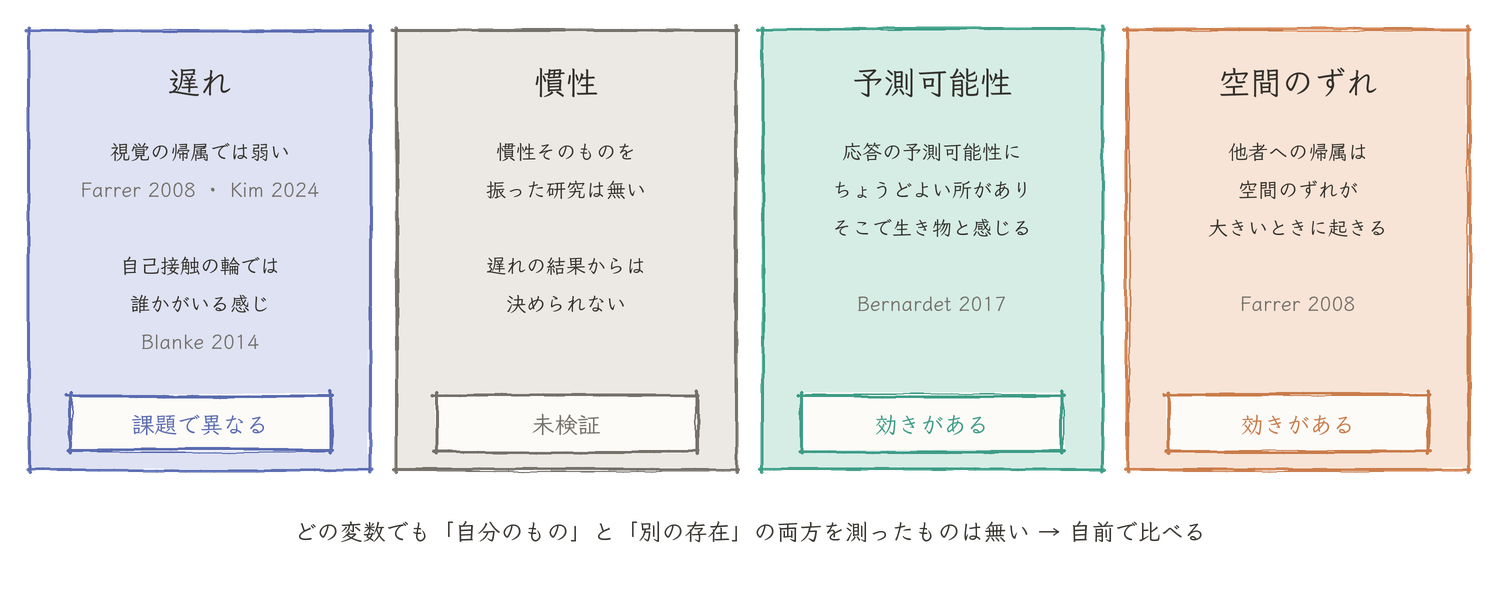 遅れ
視覚の帰属では弱い
Farrer 2008 ・ Kim 2024
自己接触の輪では
誰かがいる感じ
Blanke 2014
課題で異なる
慣性
慣性そのものを
振った研究は無い
遅れの結果からは
決められない
未検証
予測可能性
応答の予測可能性に
ちょうどよい所があり
そこで生き物と感じる
Bernardet 2017
効きがある
空間のずれ
他者への帰属は
空間のずれが
大きいときに起きる
Farrer 2008
効きがある
どの変数でも「自分のもの」と「別の存在」の両方を測ったものは無い → 自前で比べる